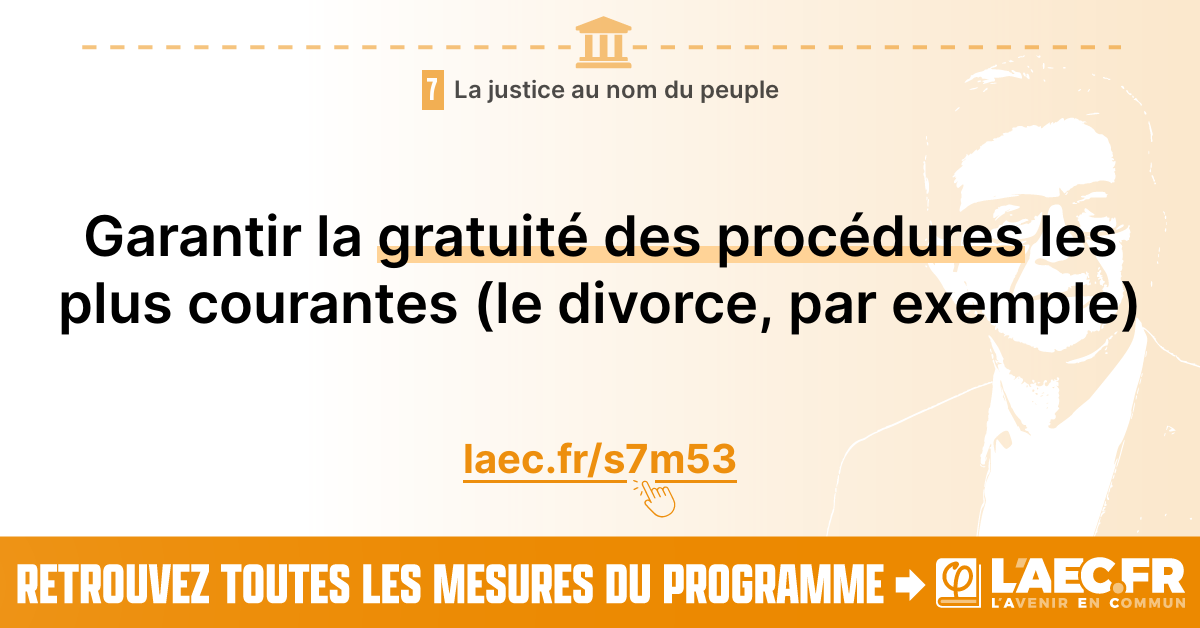 7 La justice au nom du peuple
Garantir la gratuité des procédures les
plus courantes (le divorce, par exemple)
laec.fr/s7m53
RETROUVEZ TOUTES LES MESURES DU PROGRAMME
φ L'AEC.FR
L'AVENIR EN COMMUN